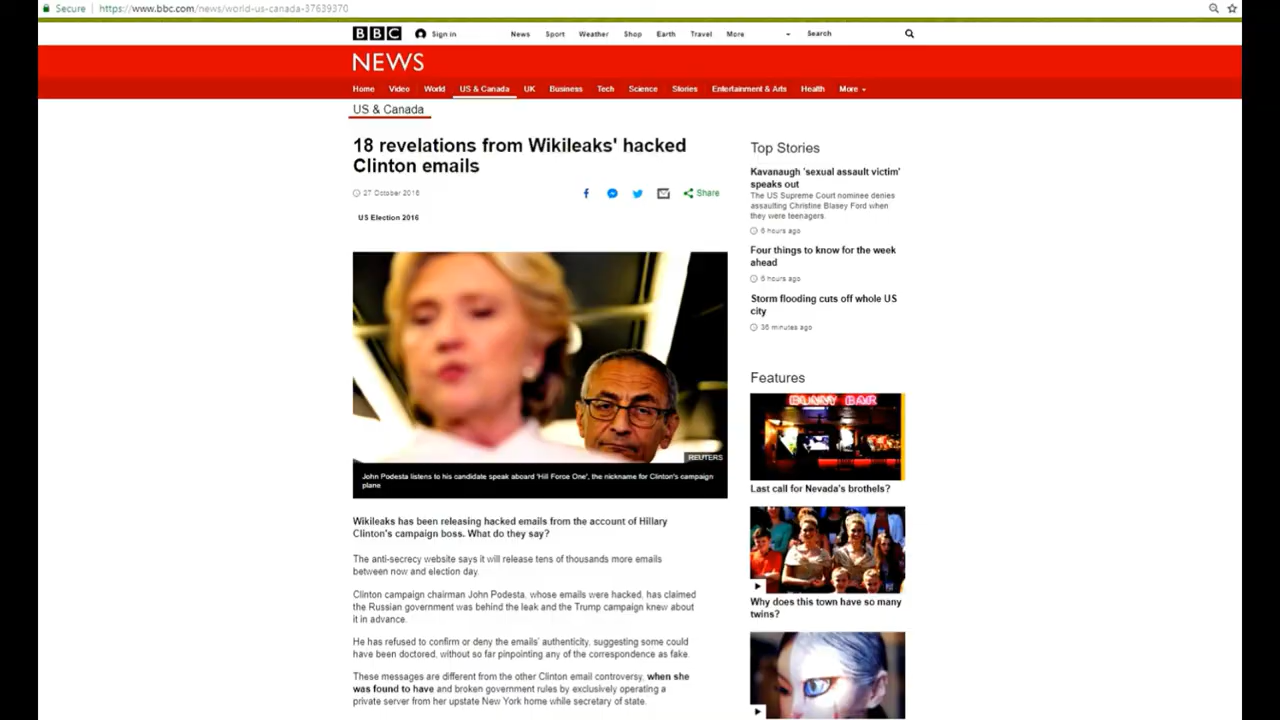 Secure https://www.bbc.com/news/world-us-canada-37639370
BBC Sign in News Sport Weather Shop Earth Travel More Search
NEWS
Home Video World US & Canada UK Business Tech Science Stories Entertainment & Arts Health More
US & Canada
18 revelations from Wikileaks' hacked
Clinton emails
27 October 2016
Share
US Election 2016
REUTERS
John Podesta listens to his candidate speak aboard 'Hill Force One', the nickname for Clinton's campaign
plane
Wikileaks has been releasing hacked emails from the account of Hillary
Clinton's campaign boss. What do they say?
The anti-secrecy website says it will release tens of thousands more emails
between now and election day.
Clinton campaign chairman John Podesta, whose emails were hacked, has claimed
the Russian government was behind the leak and the Trump campaign knew about
it in advance.
He has refused to confirm or deny the emails' authenticity, suggesting some could
have been doctored, without so far pinpointing any of the correspondence as fake.
These messages are different from the other Clinton email controversy, when she
was found to have and broken government rules by exclusively operating a
private server from her upstate New York home while secretary of state.
Top Stories
Kavanaugh 'sexual assault victim'
speaks out
The US Supreme Court nominee denies
assaulting Christine Blasey Ford when
they were teenagers.
6 hours ago
Four things to know for the week
ahead
6 hours ago
Storm flooding cuts off whole US
city
36 minutes ago
Features
BUNNY BAR
Last call for Nevada's brothels?
Why does this town have so many
twins?